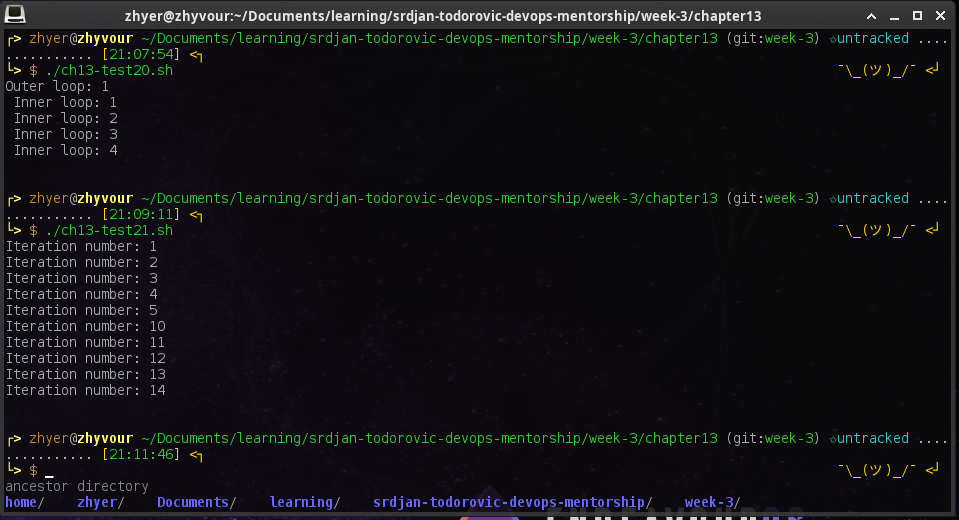 zhyer@zhyvour:~/Documents/learning/srdjan-todorovic-devops-mentorship/week-3/chapter13
┌> zhyer@zhyvour ~/Documents/learning/srdjan-todorovic-devops-mentorship/week-3/chapter13 (git:week-3) ✩untracked ....
........... [21:07:54] <┐
└> $ ./ch13-test20.sh ¯\_(ツ)_/¯ <┘
Outer loop: 1
 Inner loop: 1
 Inner loop: 2
 Inner loop: 3
 Inner loop: 4
┌> zhyer@zhyvour ~/Documents/learning/srdjan-todorovic-devops-mentorship/week-3/chapter13 (git:week-3) ✩untracked ....
........... [21:09:11] <┐
└> $ ./ch13-test21.sh ¯\_(ツ)_/¯ <┘
Iteration number: 1
Iteration number: 2
Iteration number: 3
Iteration number: 4
Iteration number: 5
Iteration number: 10
Iteration number: 11
Iteration number: 12
Iteration number: 13
Iteration number: 14
┌> zhyer@zhyvour ~/Documents/learning/srdjan-todorovic-devops-mentorship/week-3/chapter13 (git:week-3) ✩untracked ....
........... [21:11:46] <┐
└> $ _ ¯\_(ツ)_/¯ <┘
ancestor directory
home/ zhyer/ Documents/ learning/ srdjan-todorovic-devops-mentorship/ week-3/